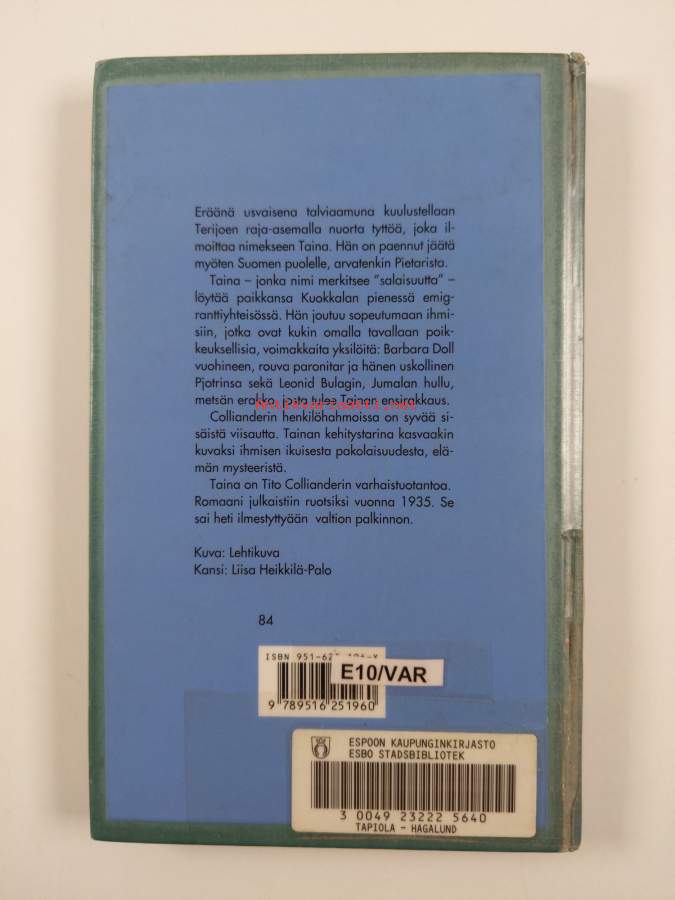 Eräänä usvaisena talviaamuna kuulustellaan
Terijoen raja-asemalla nuorta tyttöä, joka il-
moittaa nimekseen Taina. Hän on paennut jäätä
myöten Suomen puolelle, arvatenkin Pietarista.
Taina – jonka nimi merkitsee "salaisuutta" –
löytää paikkansa Kuokkalan pienessä emig-
ranttiyhteisössä. Hän joutuu sopeutumaan ihmi-
siin, jotka ovat kukin omalla tavallaan poik-
keuksellisia, voimakkaita yksilöitä: Barbara Doll
vuohineen, rouva paronitar ja hänen uskollinen
Pjotrinsa sekä Leonid Bulagin, Jumalan hullu,
metsän erakko, josta tulee Tainan ensirakkaus.
Antikvariaatti.net
Collianderin henkilöhahmoissa on syvää si-
säistä viisautta. Tainan kehitystarina kasvaakin
kuvaksi ihmisen ikuisesta pakolaisuudesta, elä-
män mysteeristä.
Taina on Tito Collianderin varhaistuotantoa.
Romaani julkaistiin ruotsiksi vuonna 1935. Se
sai heti ilmestyttyään valtion palkinnon.
Kuva: Lehtikuva
Kansi: Liisa Heikkilä-Palo
84
ISBN
E10/VAR
9 789516 251960
ESPOON KAUPUNGINKIRJASTO
ESBO STADSBIBLIOTEK
3 0049 23222 5640
TAPIOLA - HAGALUND